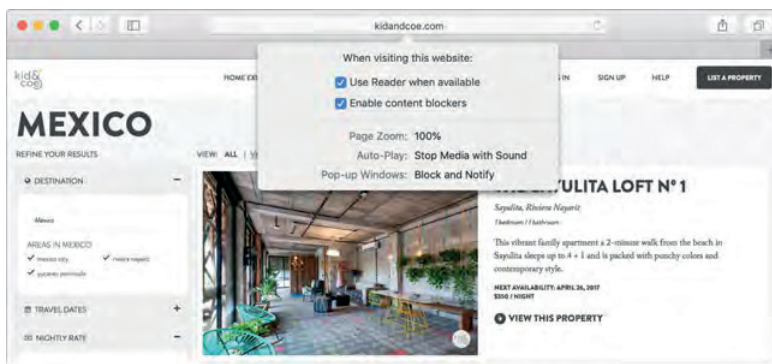 kidandcoe.com
When visiting this website:
Use Reader when available
Enable content blockers
Page Zoom: 100%
Auto-Play: Stop Media with Sound
Pop-up Windows: Block and Notify
kid&
coe
HOME
IN
SIGN UP
HELP
LIST A PROPERTY
MEXICO
REFINE YOUR RESULTS
VIEW: ALL
DESTINATION
Mexico
AREAS IN MEXICO
mexico city
riviera nayarit
yucatan peninsula
TRAVEL DATES
NIGHTLY RATE
LOFT Nº 1
Sayulita, Riviera Nayarit
1 bedroom / 1 bathroom
This vibrant family apartment a 2-minute walk from the beach in
Sayulita sleeps up to 4 + 1 and is packed with punchy colors and
contemporary style.
NEXT AVAILABILITY: APRIL 26, 2017
$350 / NIGHT
VIEW THIS PROPERTY